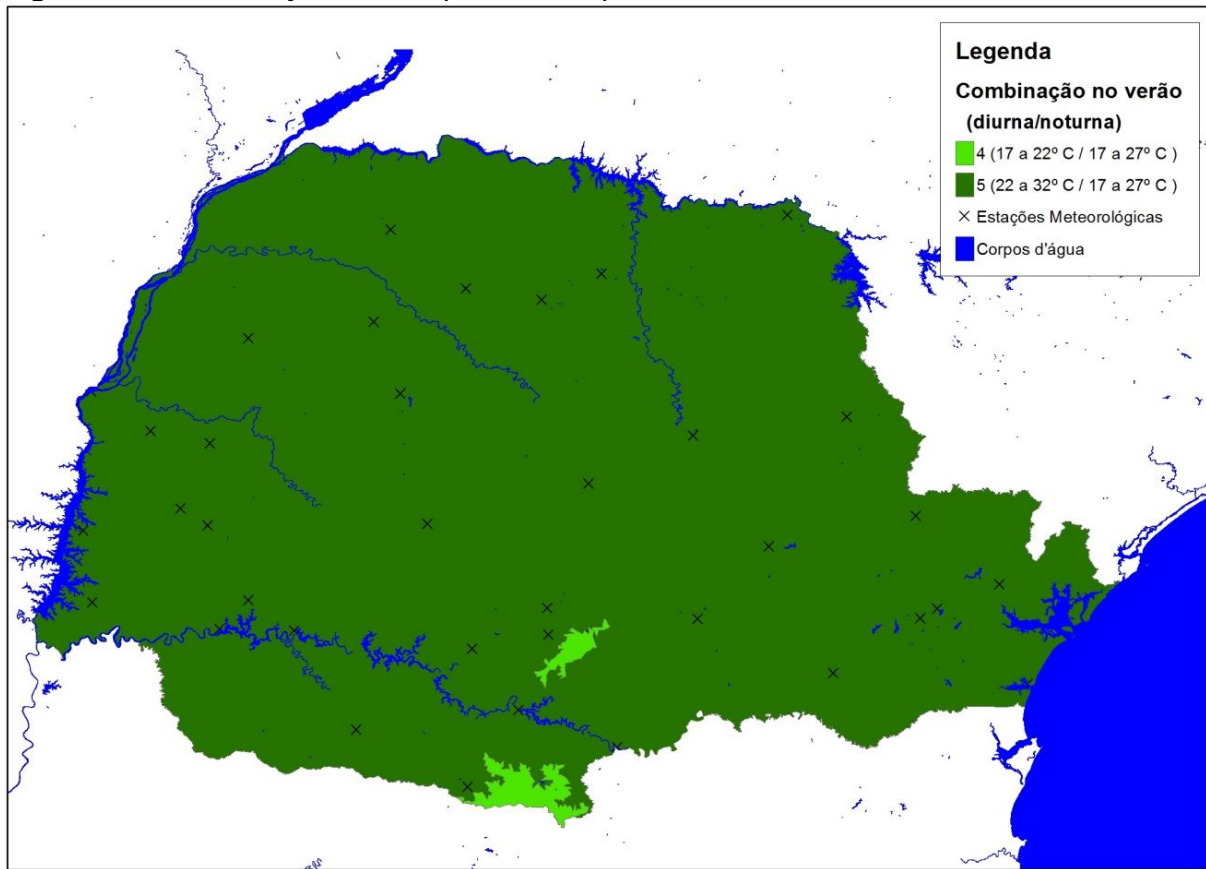 Legenda
Combinação no verão
(diurna/noturna)
4 (17 a 22º C / 17 a 27º C )
5 (22 a 32º C / 17 a 27º C )
Estações Meteorológicas
Corpos d'água